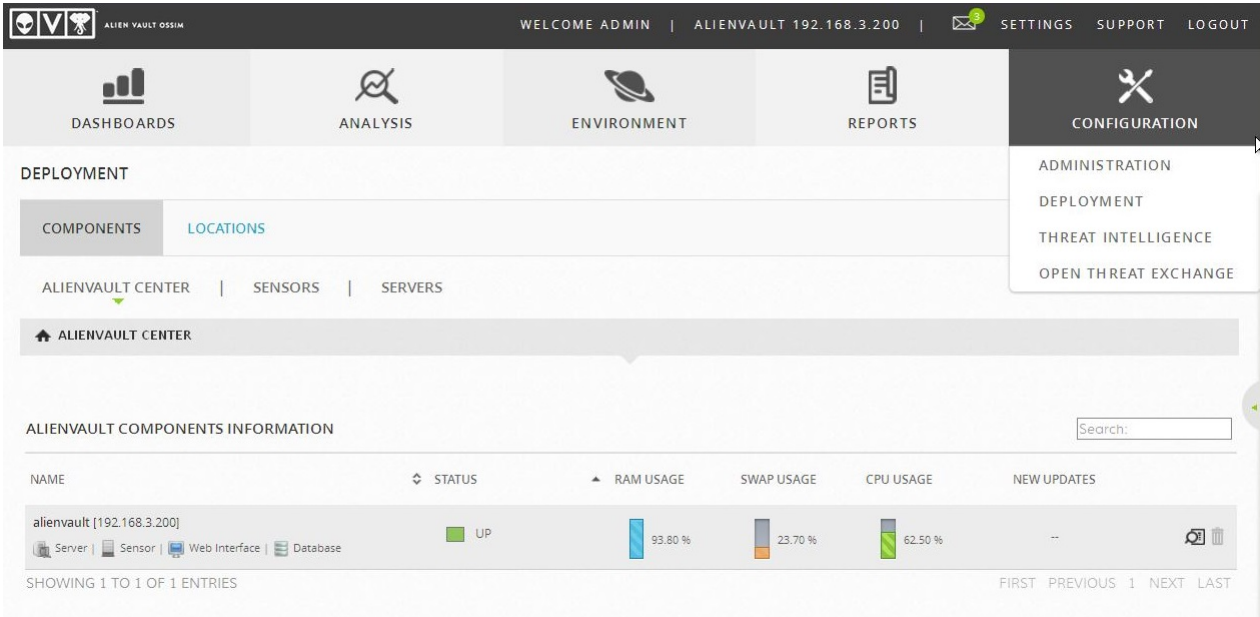 ALIEN VAULT OSSIM WELCOME ADMIN | ALIENVAULT 192.168.3.200 | 3 SETTINGS SUPPORT LOGOUT
DASHBOARDS ANALYSIS ENVIRONMENT REPORTS CONFIGURATION
ADMINISTRATION
DEPLOYMENT
THREAT INTELLIGENCE
OPEN THREAT EXCHANGE
DEPLOYMENT
COMPONENTS LOCATIONS
ALIENVAULT CENTER | SENSORS | SERVERS
ALIENVAULT CENTER
ALIENVAULT COMPONENTS INFORMATION Search:
NAME STATUS RAM USAGE SWAP USAGE CPU USAGE NEW UPDATES
alienvault [192.168.3.200] UP 93.80 % 23.70 % 62.50 % --
Server | Sensor | Web Interface | Database
SHOWING 1 TO 1 OF 1 ENTRIES FIRST PREVIOUS 1 NEXT LAST